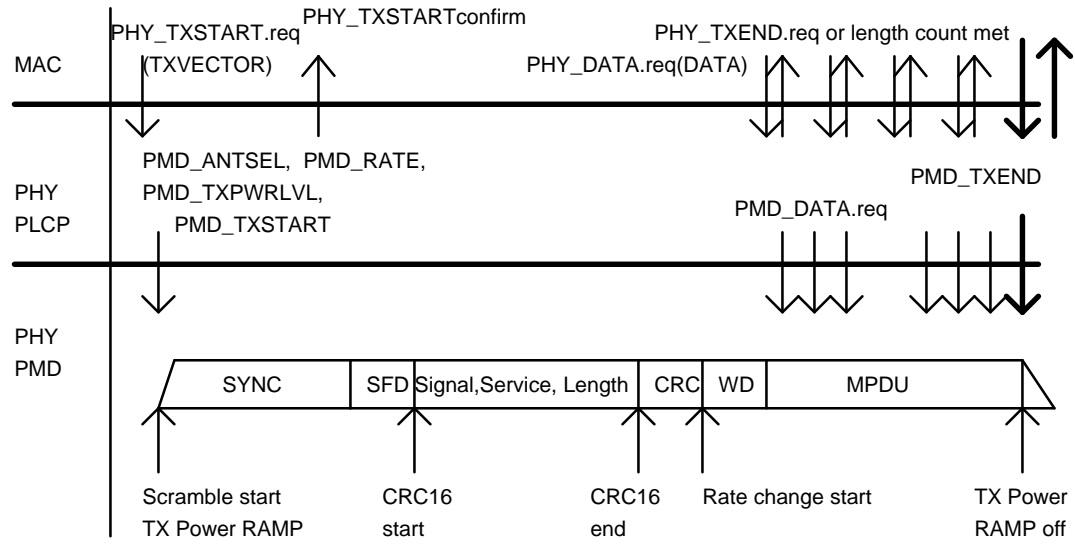 PHY_TXSTARTconfirm
PHY_TXSTART.req
PHY_TXEND.req or length count met
MAC
(TXVECTOR)
PHY_DATA.req(DATA)
PMD_ANTSEL, PMD_RATE,
PMD_TXEND
PHY
PMD_TXPWRLVL,
PMD_DATA.req
PLCP
PMD_TXSTART
PHY
PMD
SYNC
SFD
Signal,Service, Length
CRC
WD
MPDU
Scramble start
TX Power RAMP
CRC16
start
CRC16
end
Rate change start
TX Power
RAMP off